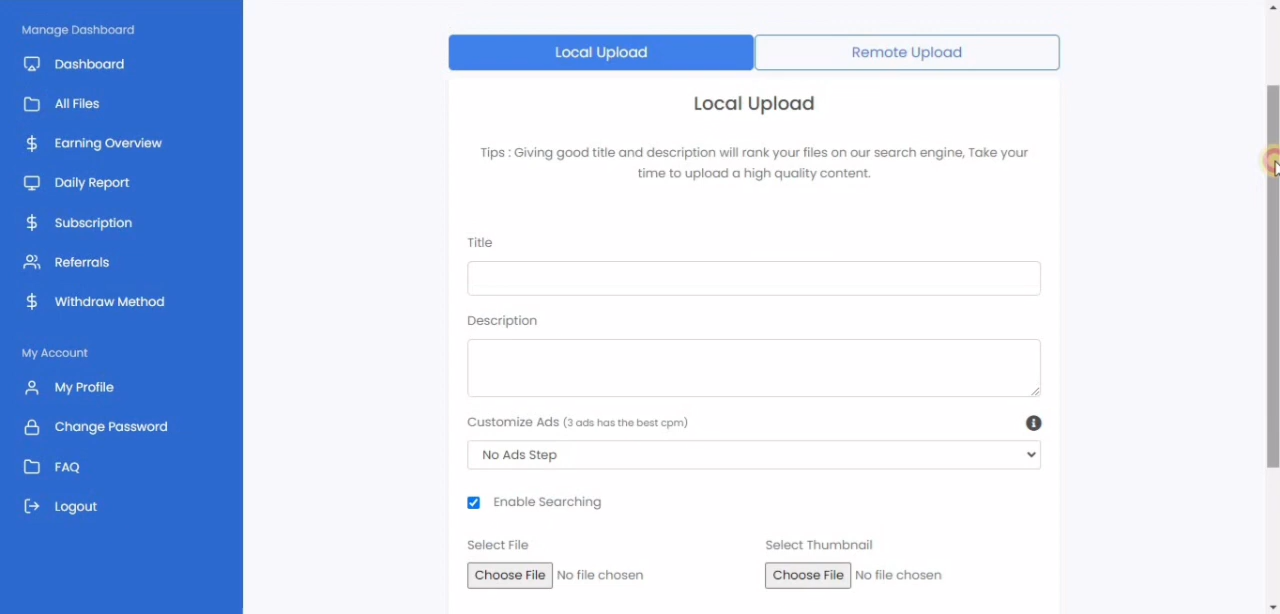 Manage Dashboard
Dashboard
All Files
Earning Overview
Daily Report
Subscription
Referrals
Withdraw Method
My Account
My Profile
Change Password
FAQ
Logout
Local Upload
Remote Upload
Local Upload
Tips : Giving good title and description will rank your files on our search engine, Take your
time to upload a high quality content.
Title
Description
Customize Ads (3 ads has the best cpm)
No Ads Step
Enable Searching
Select File
Choose File No file chosen
Select Thumbnail
Choose File No file chosen